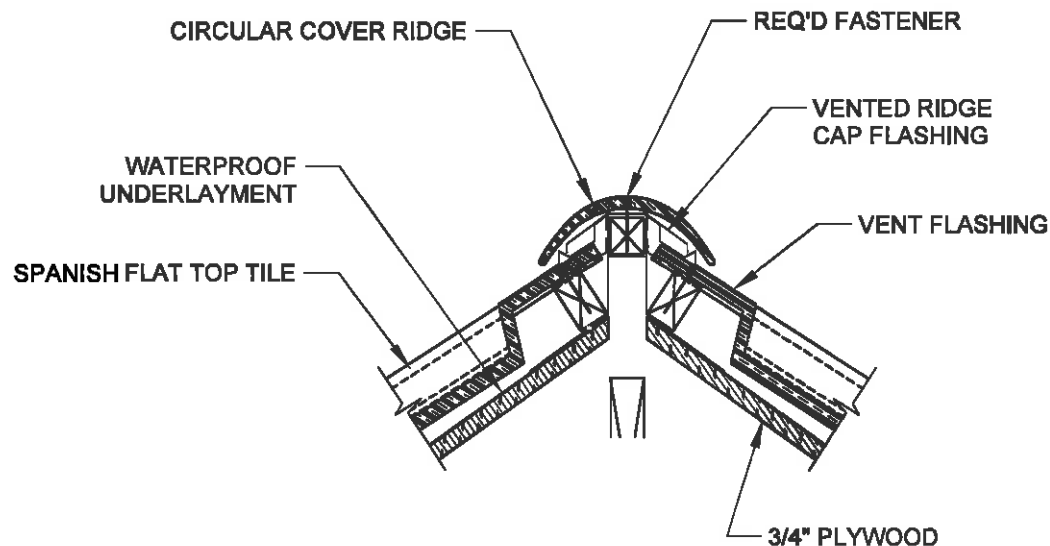 CIRCULAR COVER RIDGE
REQ'D FASTENER
VENTED RIDGE
CAP FLASHING
WATERPROOF
UNDERLAYMENT
VENT FLASHING
SPANISH FLAT TOP TILE
3/4" PLYWOOD